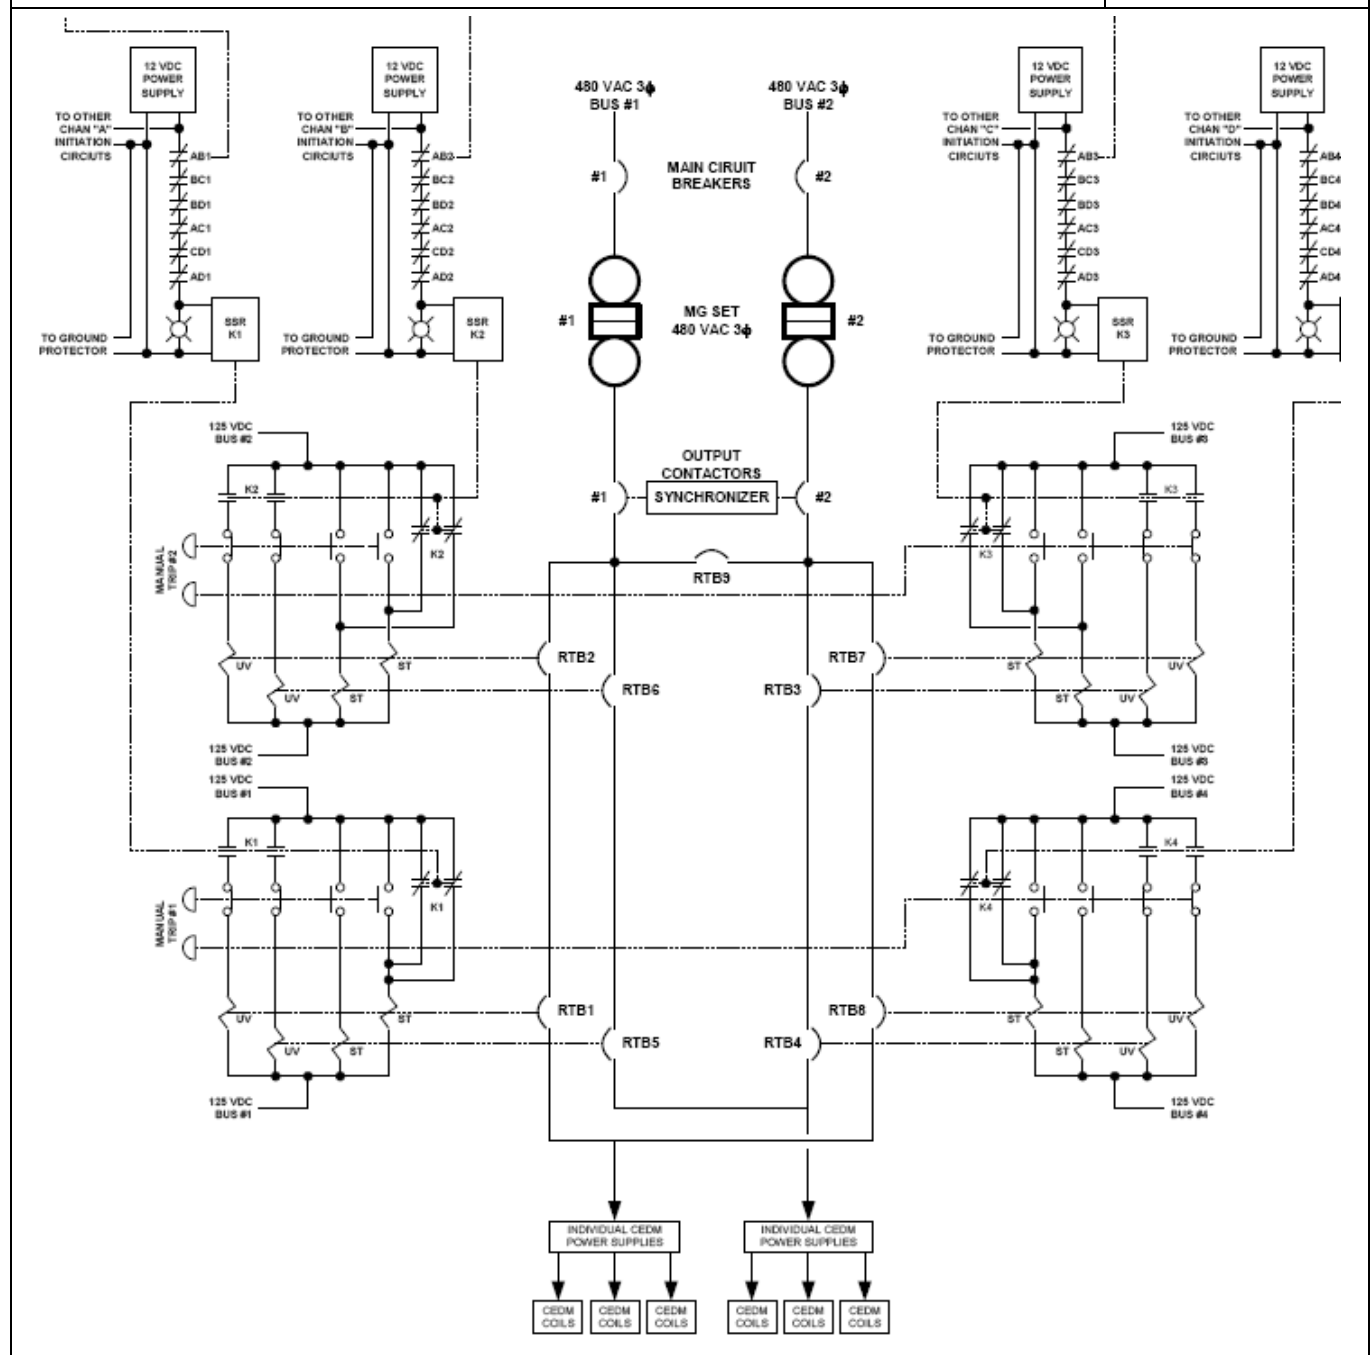 12 VDC
POWER
SUPPLY
TO OTHER
CHAN "A"
INITIATION
CIRCIUTS
AB1
BC1
BD1
AC1
CD1
AD1
SSR
K1
TO GROUND
PROTECTOR
12 VDC
POWER
SUPPLY
TO OTHER
CHAN "B"
INITIATION
CIRCIUTS
AB2
BC2
BD2
AC2
CD2
AD2
SSR
K2
TO GROUND
PROTECTOR
480 VAC 3ϕ
BUS #1
480 VAC 3ϕ
BUS #2
#1
MAIN CIRUIT
BREAKERS
#2
#1
MG SET
480 VAC 3ϕ
#2
OUTPUT
CONTACTORS
#1
SYNCHRONIZER
#2
RTB9
12 VDC
POWER
SUPPLY
TO OTHER
CHAN "C"
INITIATION
CIRCIUTS
AB3
BC3
BD3
AC3
CD3
AD3
SSR
K3
TO GROUND
PROTECTOR
12 VDC
POWER
SUPPLY
TO OTHER
CHAN "D"
INITIATION
CIRCIUTS
AB4
BC4
BD4
AC4
CD4
AD4
TO GROUND
PROTECTOR
125 VDC
BUS #2
K2
K2
MANUAL
TRIP #2
UV
ST
UV
ST
125 VDC
BUS #2
RTB2
RTB6
RTB7
RTB3
125 VDC
BUS #3
K3
K3
ST
UV
ST
UV
125 VDC
BUS #3
125 VDC
BUS #1
K1
K1
MANUAL
TRIP #1
UV
ST
UV
ST
125 VDC
BUS #1
RTB1
RTB5
RTB8
RTB4
125 VDC
BUS #4
K4
K4
ST
UV
ST
UV
125 VDC
BUS #4
INDIVIDUAL CEDM
POWER SUPPLIES
INDIVIDUAL CEDM
POWER SUPPLIES
CEDM
COILS
CEDM
COILS
CEDM
COILS
CEDM
COILS
CEDM
COILS
CEDM
COILS